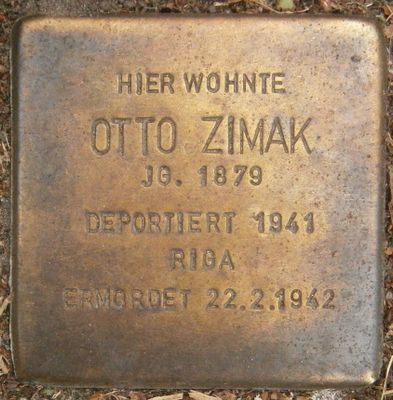 HIER WOHNTE
OTTO ZIMAK
JG. 1879
DEPORTIERT 1941
RIGA
ERMORDET 22.2.1942